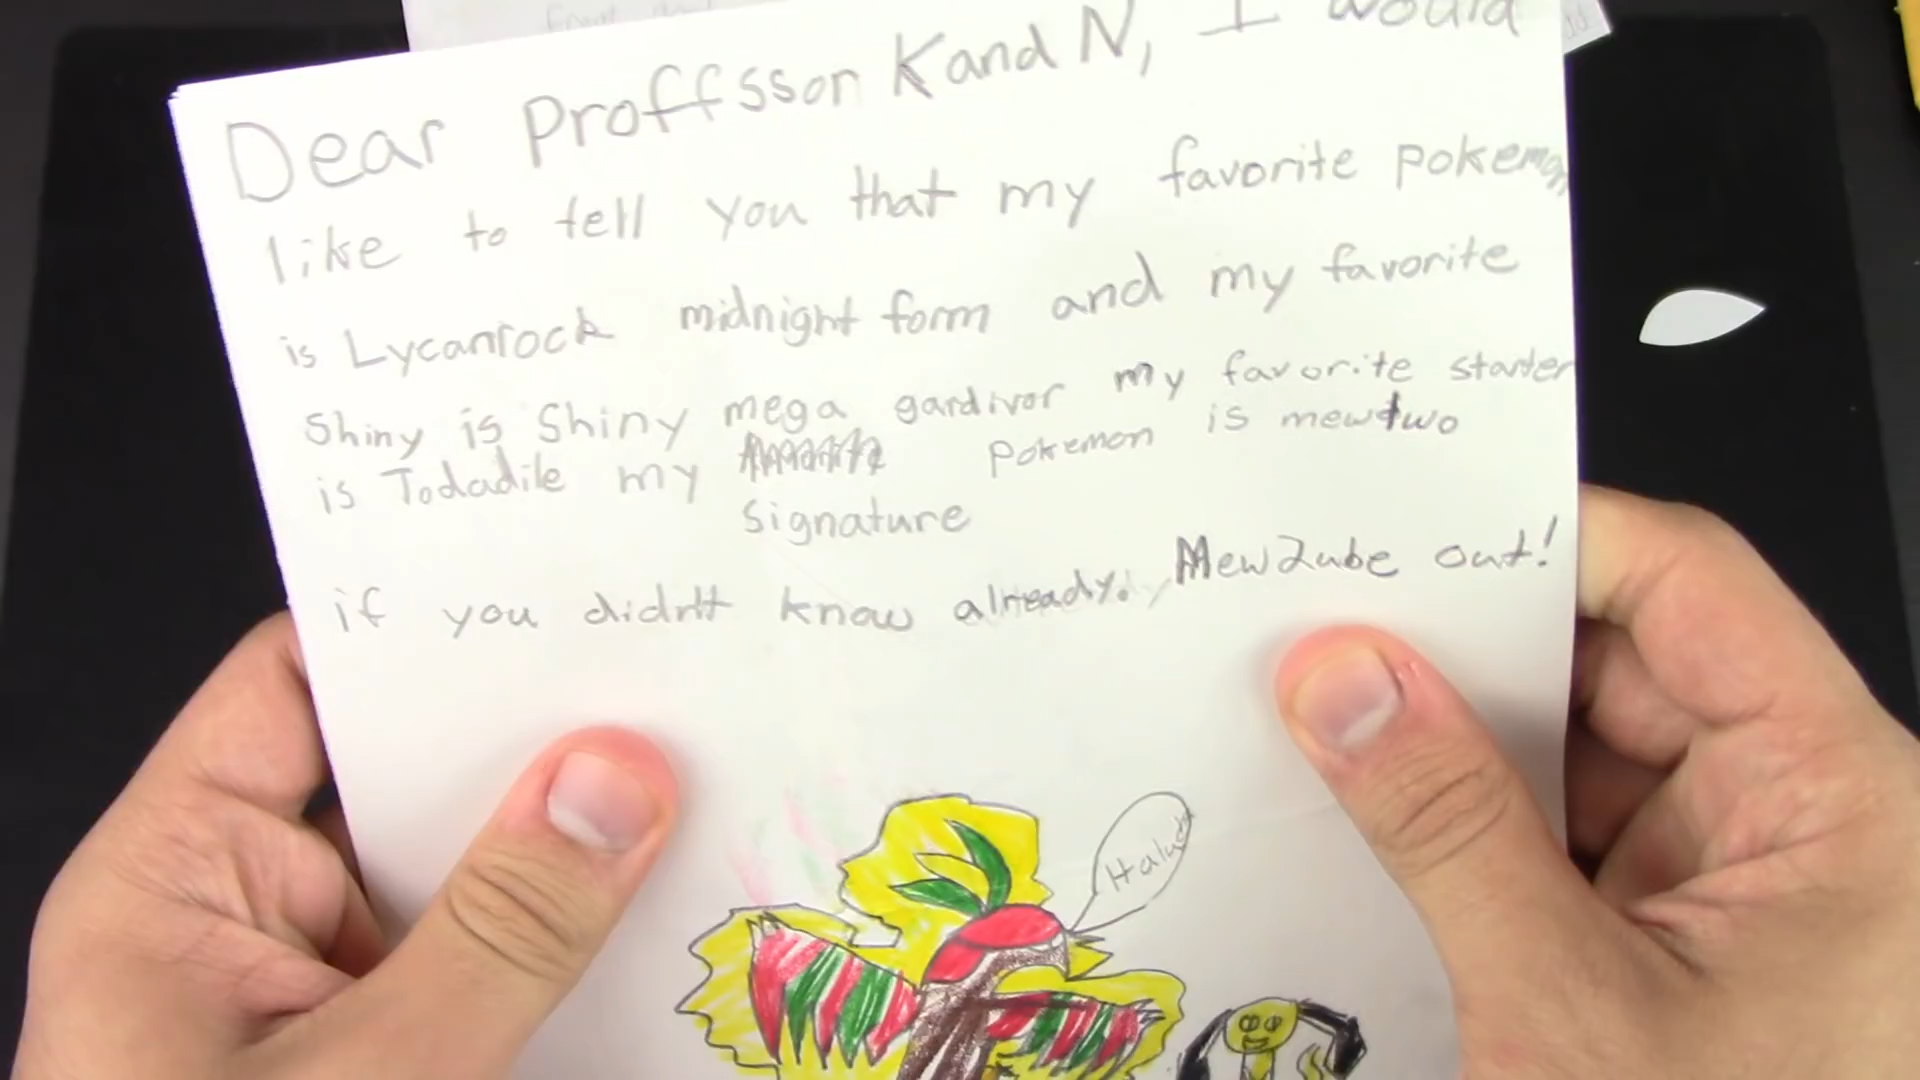 Dear Proffsson K and N, I would
like to tell you that my favorite pokemon
is Lycanrock midnight form and my favorite
Shiny is Shiny mega gardivor my favorite starter
is Todadile my pokemon is mewtwo
Signature
if you didn't know already. Mew2ube out!